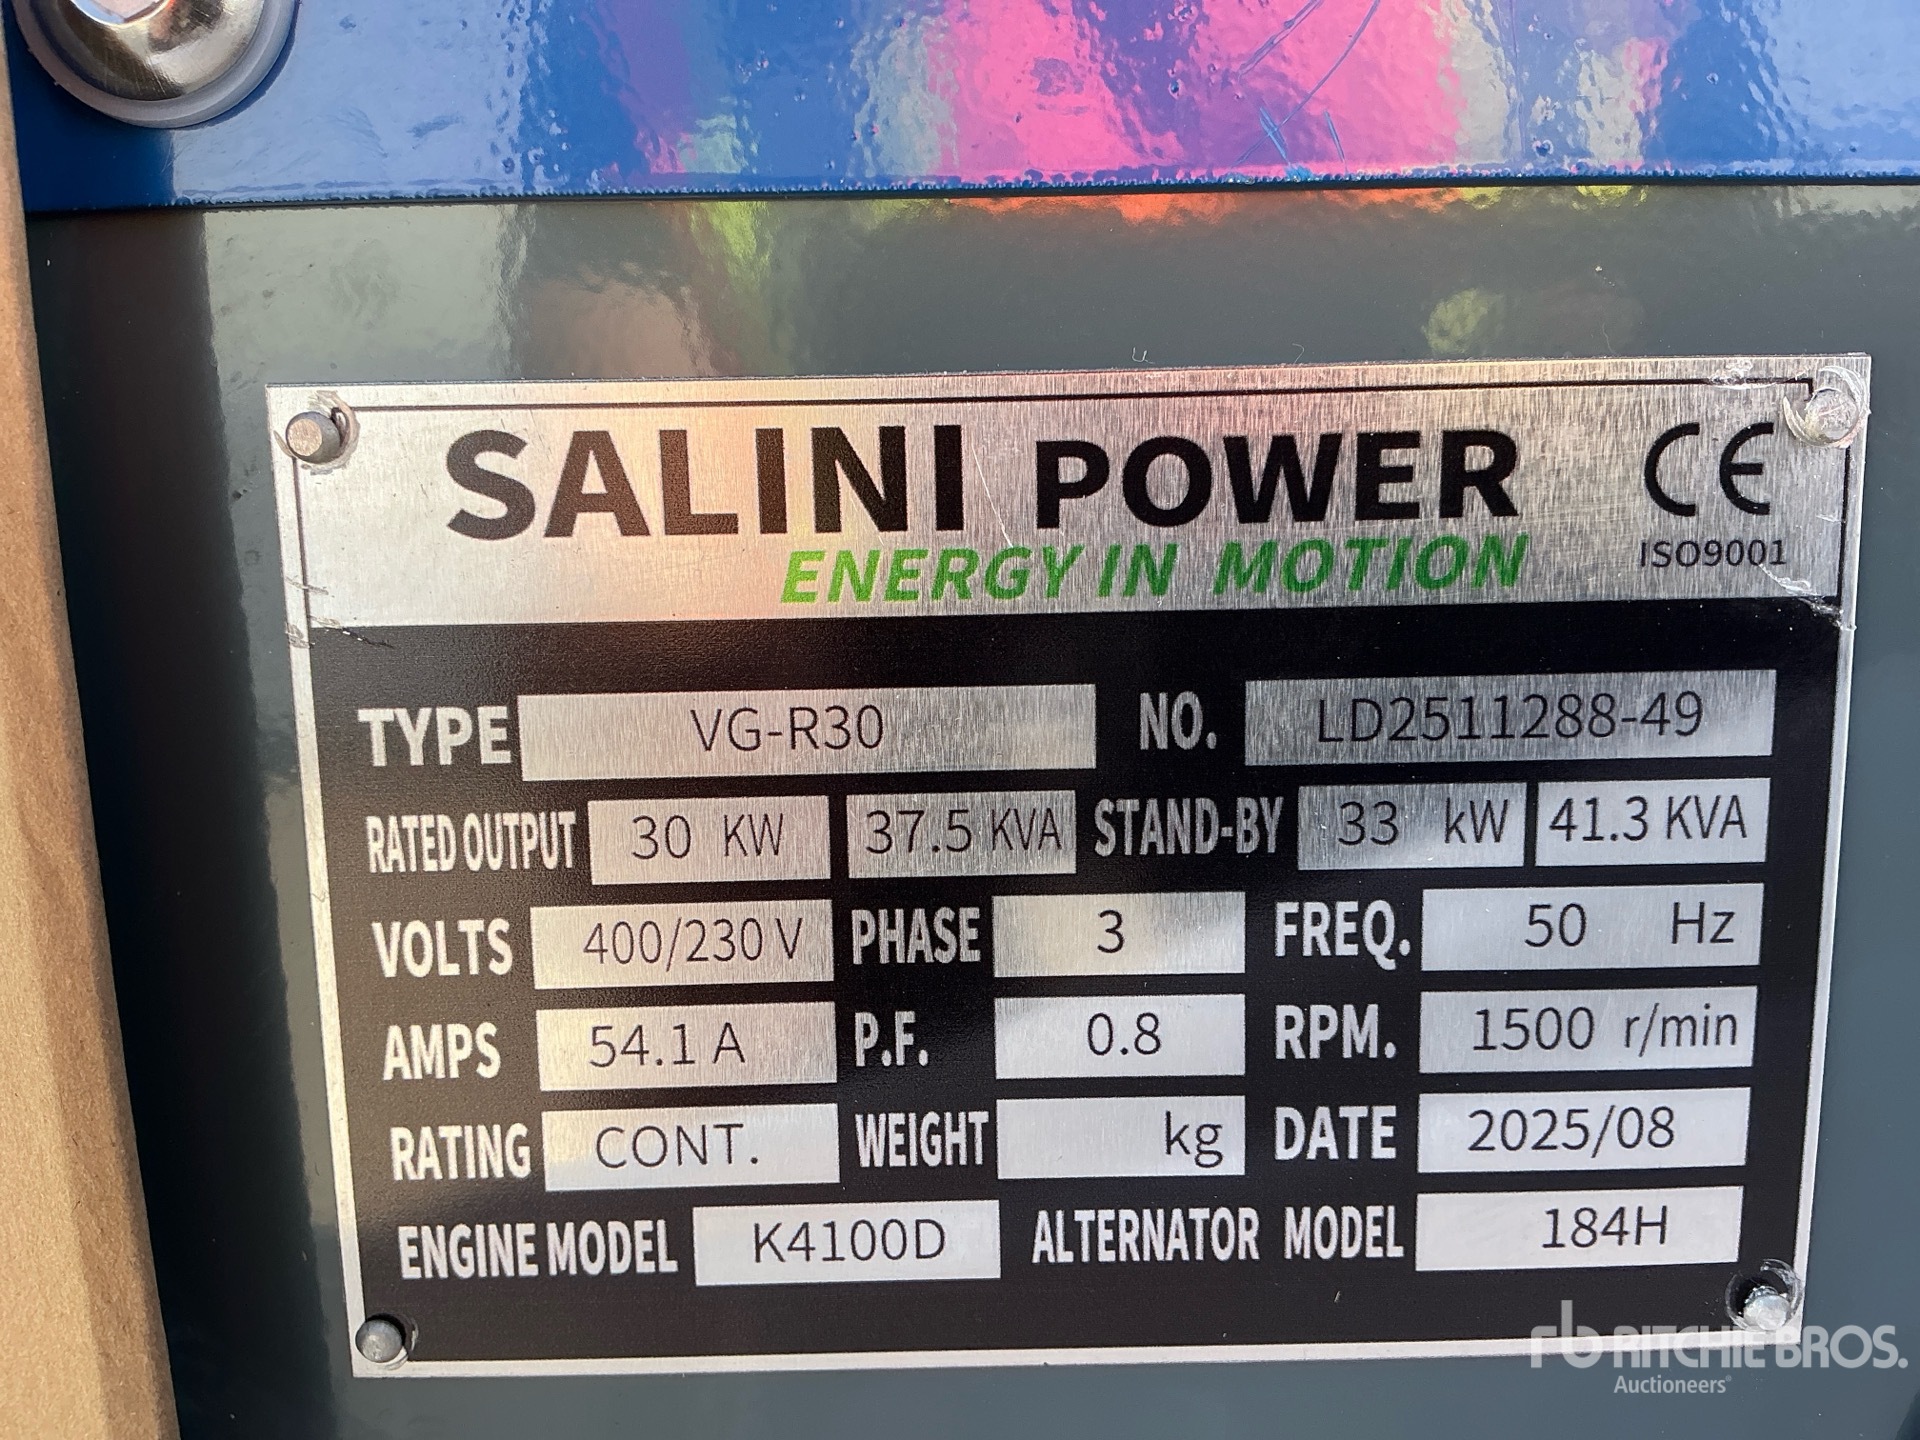 SALINI POWER CE
ENERGY IN MOTION ISO9001
TYPE VG-R30 NO. LD2511288-49
RATED OUTPUT 30 KW 37.5 KVA STAND-BY 33 kW 41.3 KVA
VOLTS 400/230 V PHASE 3 FREQ. 50 Hz
AMPS 54.1 A P.F. 0.8 RPM. 1500 r/min
RATING CONT. WEIGHT kg DATE 2025/08
ENGINE MODEL K4100D ALTERNATOR MODEL 184H
rb RITCHIE BROS.
Auctioneers